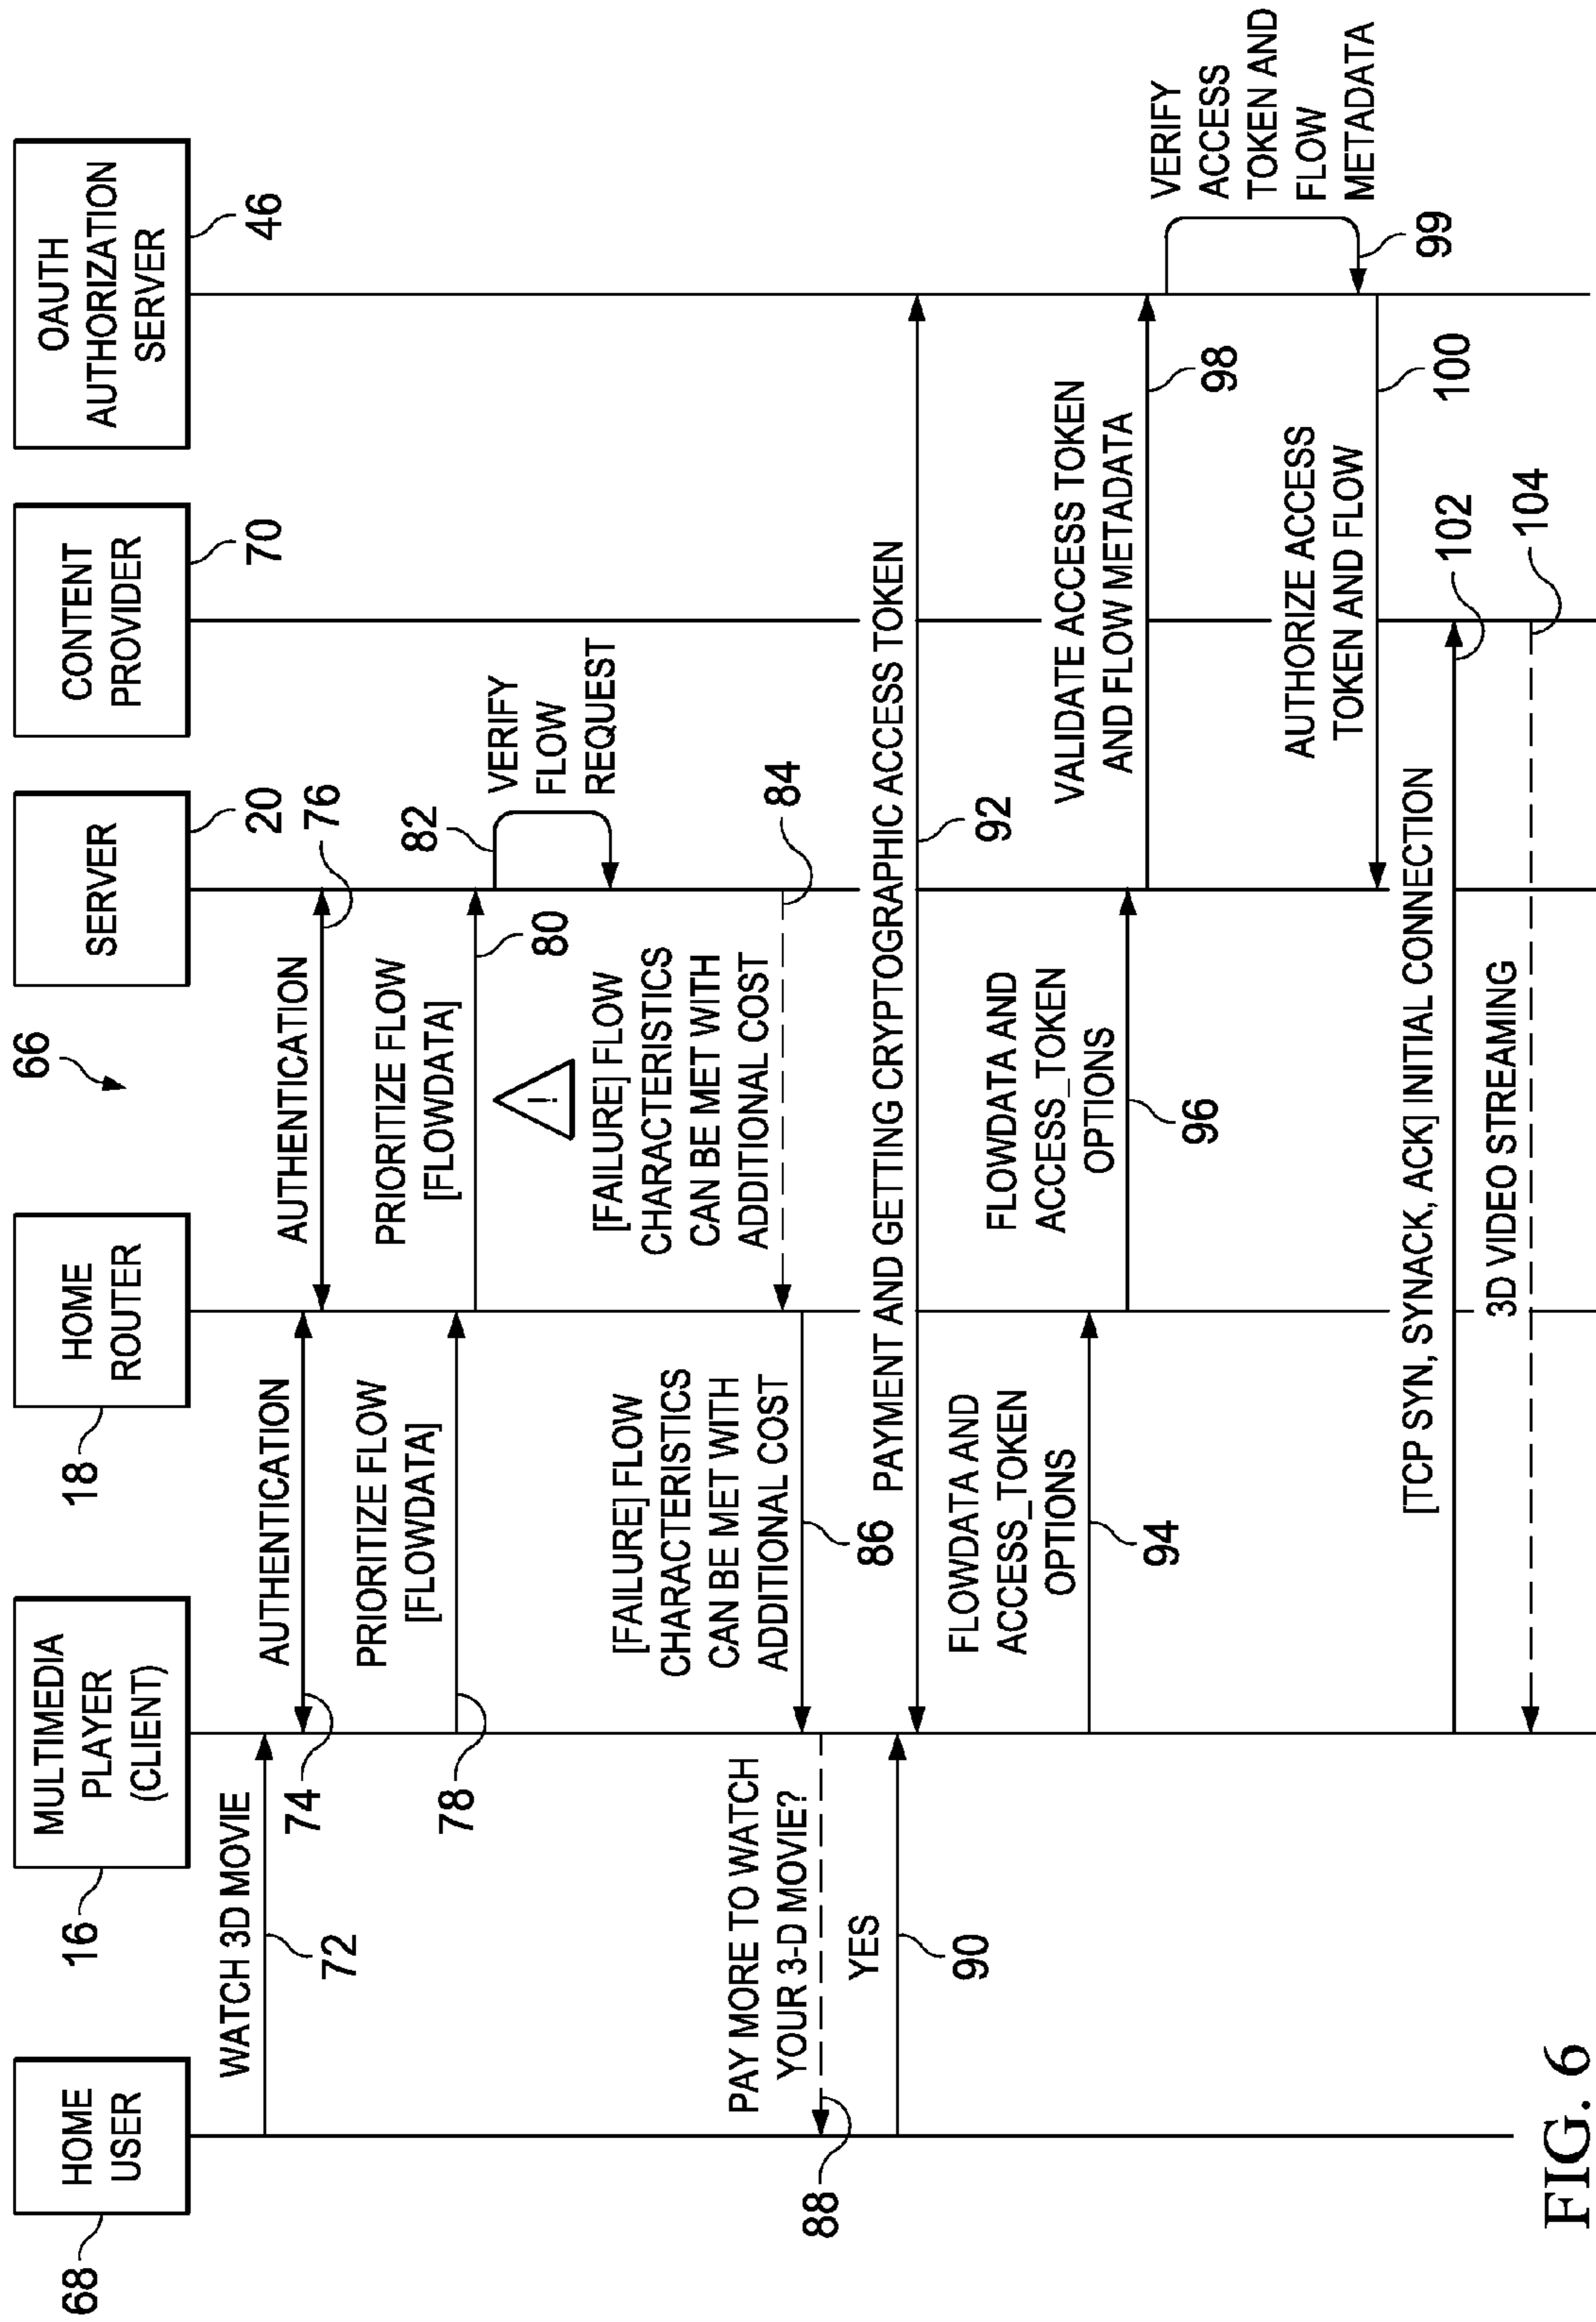 66
HOME
USER
68
MULTIMEDIA
PLAYER
(CLIENT)
16
HOME
ROUTER
18
SERVER
20
CONTENT
PROVIDER
70
OAUTH
AUTHORIZATION
SERVER
46
WATCH 3D MOVIE
72
AUTHENTICATION
74
AUTHENTICATION
76
PRIORITIZE FLOW
[FLOWDATA]
78
PRIORITIZE FLOW
[FLOWDATA]
80
82
VERIFY
FLOW
REQUEST
!
[FAILURE] FLOW
CHARACTERISTICS
CAN BE MET WITH
ADDITIONAL COST
84
[FAILURE] FLOW
CHARACTERISTICS
CAN BE MET WITH
ADDITIONAL COST
86
PAY MORE TO WATCH
YOUR 3-D MOVIE?
88
YES
90
PAYMENT AND GETTING CRYPTOGRAPHIC ACCESS TOKEN
92
FLOWDATA AND
ACCESS_TOKEN
OPTIONS
94
FLOWDATA AND
ACCESS_TOKEN
OPTIONS
96
VALIDATE ACCESS TOKEN
AND FLOW METADATA
98
VERIFY
ACCESS
TOKEN AND
FLOW
METADATA
99
AUTHORIZE ACCESS
TOKEN AND FLOW
100
[TCP SYN, SYNACK, ACK] INITIAL CONNECTION
102
3D VIDEO STREAMING
104
FIG. 6